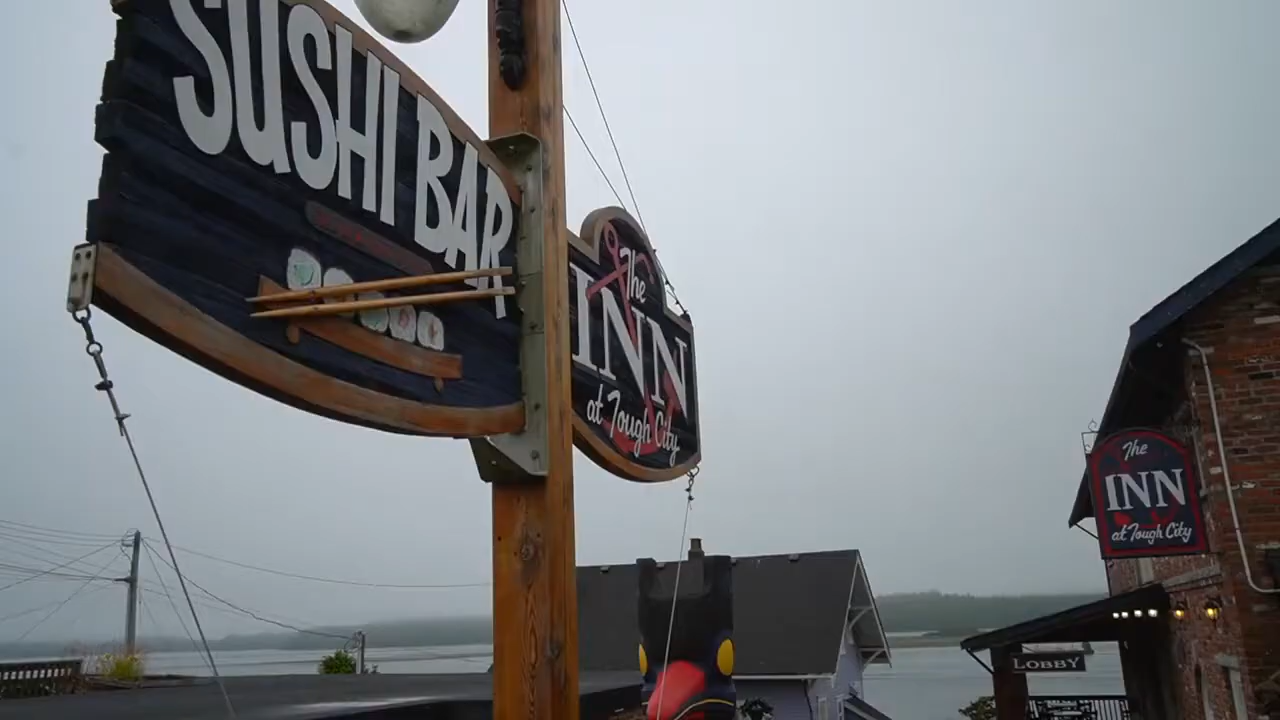 SUSHI BAR
The
INN
at Tough City
The
INN
at Tough City
LOBBY